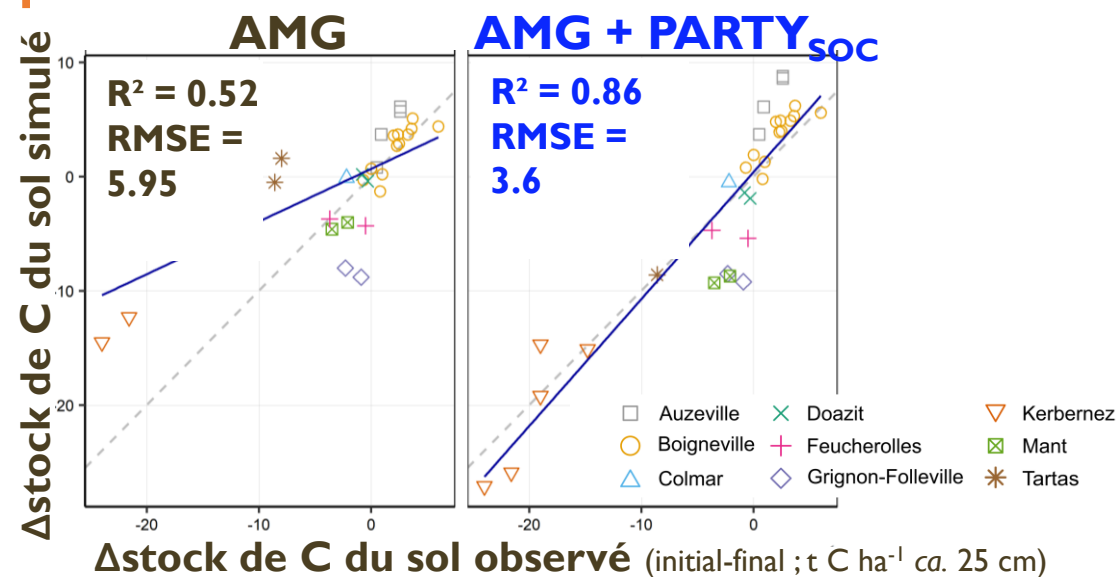 AMG
AMG + PARTYSOC
Δstock de C du sol simulé
10
0
-10
-20
R² = 0.52
RMSE =
5.95
R² = 0.86
RMSE =
3.6
Auzeville
Doazit
Kerbernez
Boigneville
Feucherolles
Mant
Colmar
Grignon-Folleville
Tartas
-20
-10
0
-20
-10
0
Δstock de C du sol observé (initial-final ; t C ha⁻¹ ca. 25 cm)